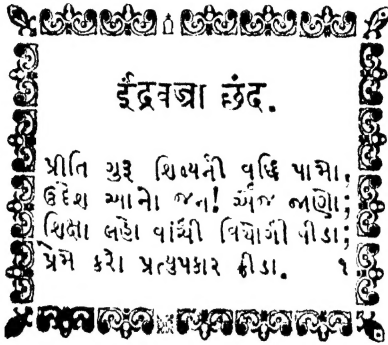 ઈંદ્રવજ્રા છંદ.
પ્રીતિ ગુરૂ શિષ્યની વૃદ્ધિ પામો,
ઉદ્દેશ આનો જન! એજ જાણો;
શિક્ષા લહો વાંચી વિયોગી પીડા;
પ્રેમે કરો પ્રત્યુપકાર ક્રીડા. ૧